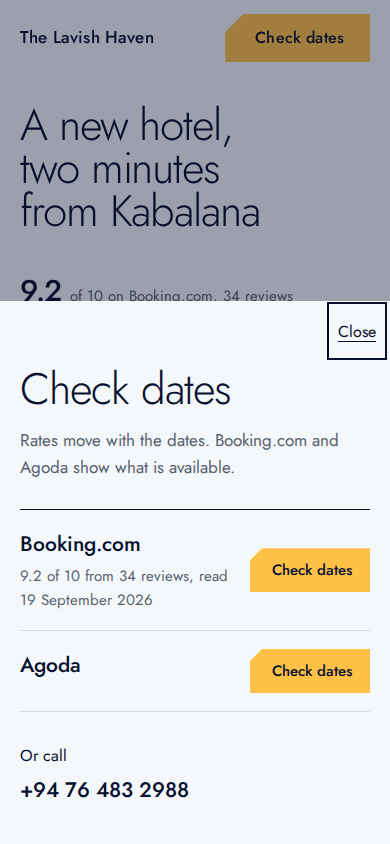 The Lavish Haven
Check dates
A new hotel,
two minutes
from Kabalana
9.2 of 10 on Booking.com, 34 reviews
Close
Check dates
Rates move with the dates. Booking.com and
Agoda show what is available.
Booking.com
9.2 of 10 from 34 reviews, read
19 September 2026
Check dates
Agoda
Check dates
Or call
+94 76 483 2988